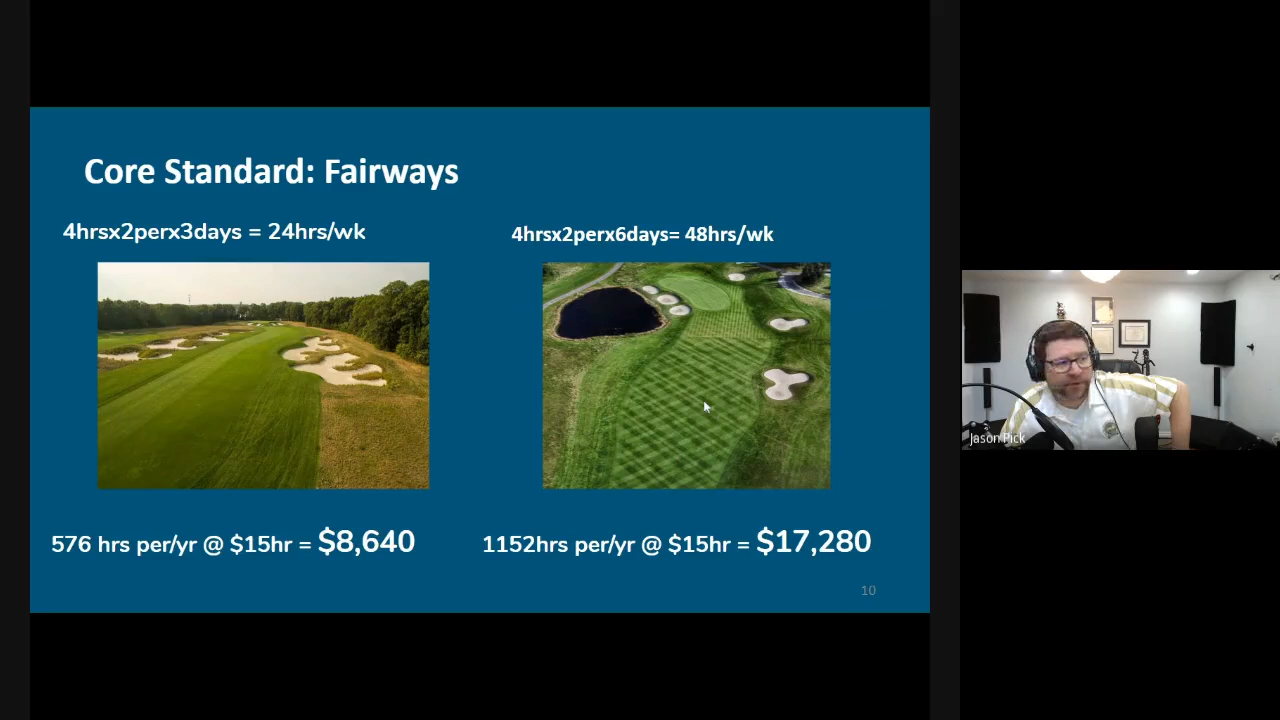 Core Standard: Fairways
4hrsx2perx3days = 24hrs/wk
4hrsx2perx6days= 48hrs/wk
576 hrs per/yr @ $15hr = $8,640
1152hrs per/yr @ $15hr = $17,280
10
Jason Pick